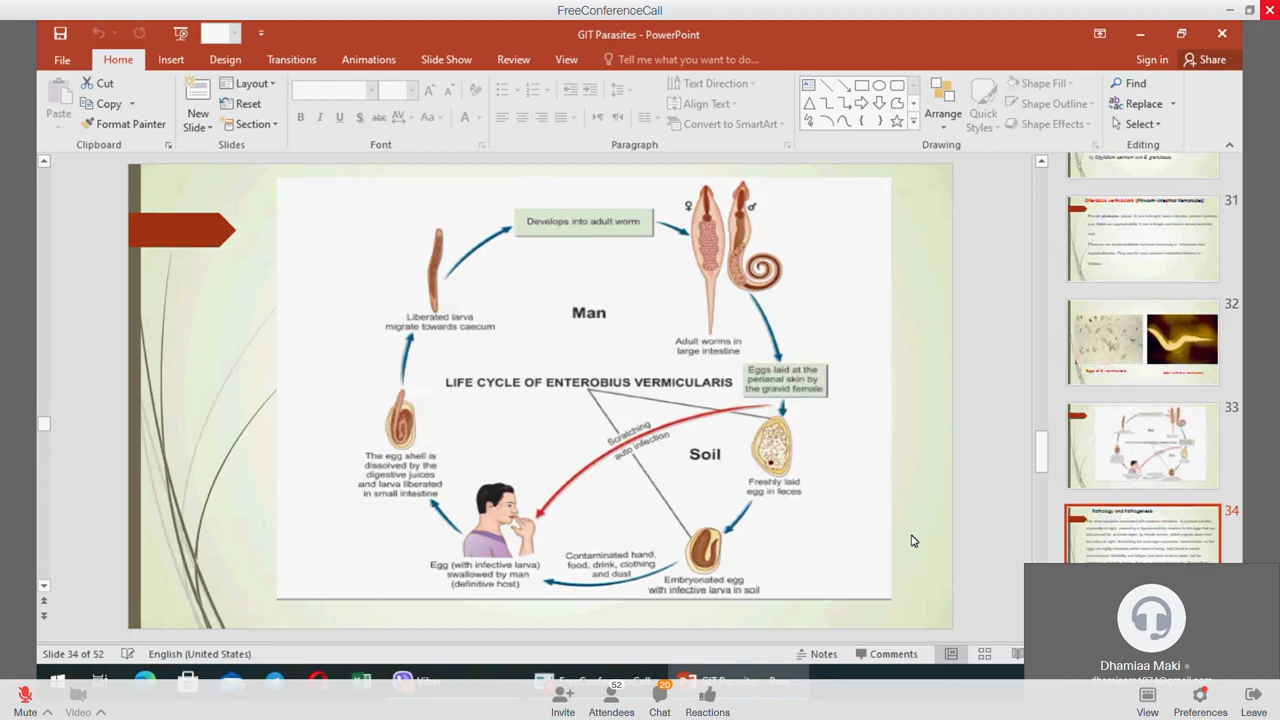 FreeConferenceCall
GIT Parasites - PowerPoint
File
Home
Insert
Design
Transitions
Animations
Slide Show
Review
View
Tell me what you want to do...
Sign in
Share
Paste
Cut
Copy
Format Painter
Clipboard
New
Slide
Layout
Reset
Section
Slides
B I U S abc AV Aa A
Font
Text Direction
Align Text
Convert to SmartArt
Paragraph
Arrange
Quick
Styles
Shape Fill
Shape Outline
Shape Effects
Drawing
Find
Replace
Select
Editing
Develops into adult worm
♀
♂
Liberated larva
migrate towards caecum
Man
Adult worms in
large intestine
LIFE CYCLE OF ENTEROBIUS VERMICULARIS
Eggs laid at the
perianal skin by
the gravid female
Scratching
auto infection
Soil
The egg shell is
dissolved by the
digestive juices
and larva liberated
in small intestine
Freshly laid
egg in feces
Egg (with infective larva)
swallowed by man
(definitive host)
Contaminated hand,
food, drink, clothing
and dust
Embryonated egg
with infective larva in soil
31
32
33
34
Pathology and Pathogenesis
Slide 34 of 52
English (United States)
Notes
Comments
Dhamiaa Maki
Viber
Mute
Video
Invite
52
Attendees
20
Chat
Reactions
View
Preferences
Leave